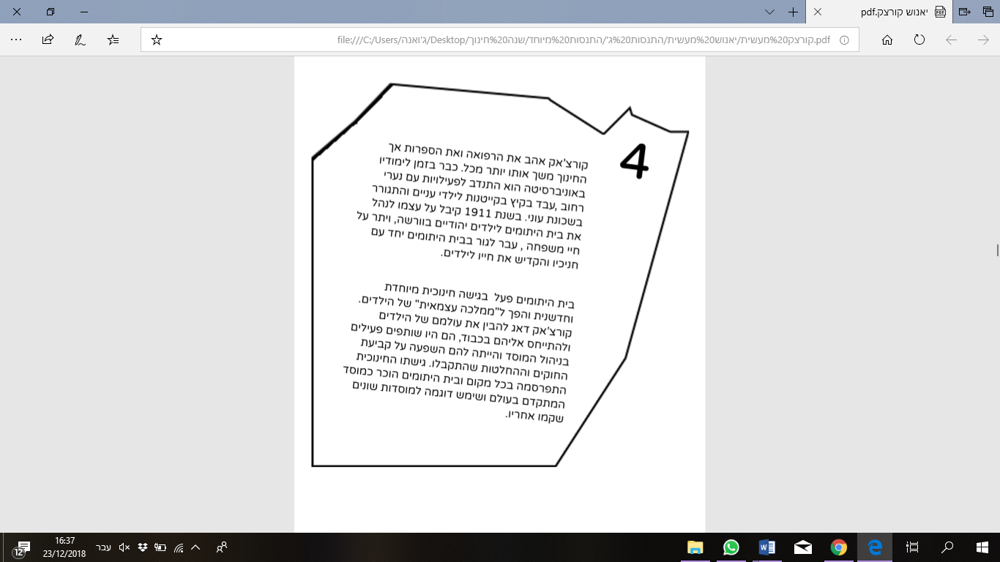 יאנוש קורצק.pdf
file:///C:/Users/ג'ואנה/Desktop/חינוך%20מיוחד/שנה%20ג'/התנסות%20מעשית/התנסות%20מעשית/יאנוש%20קורצק.pdf
4
קורצ'אק אהב את הרפואה ואת הספרות אך
החינוך משך אותו יותר מכל. כבר בזמן לימודיו
באוניברסיטה הוא התנדב לפעילויות עם נערי
רחוב ,עבד בקיץ בקייטנות לילדי עניים והתגורר
בשכונת עוני. בשנת 1911 קיבל על עצמו לנהל
את בית היתומים לילדים יהודיים בוורשה, ויתר על
חיי משפחה , עבר לגור בבית היתומים יחד עם
חניכיו והקדיש את חייו לילדים.
בית היתומים פעל בגישה חינוכית מיוחדת
וחדשנית והפך ל"ממלכה עצמאית" של הילדים.
קורצ'אק דאג להבין את עולמם של הילדים
ולהתייחס אליהם בכבוד, הם היו שותפים פעילים
בניהול המוסד והייתה להם השפעה על קביעת
החוקים וההחלטות שהתקבלו. גישתו החינוכית
התפרסמה בכל מקום ובית היתומים הוכר כמוסד
המתקדם בעולם ושימש דוגמה למוסדות שונים
שקמו אחריו.
עבר
16:37
23/12/2018
12